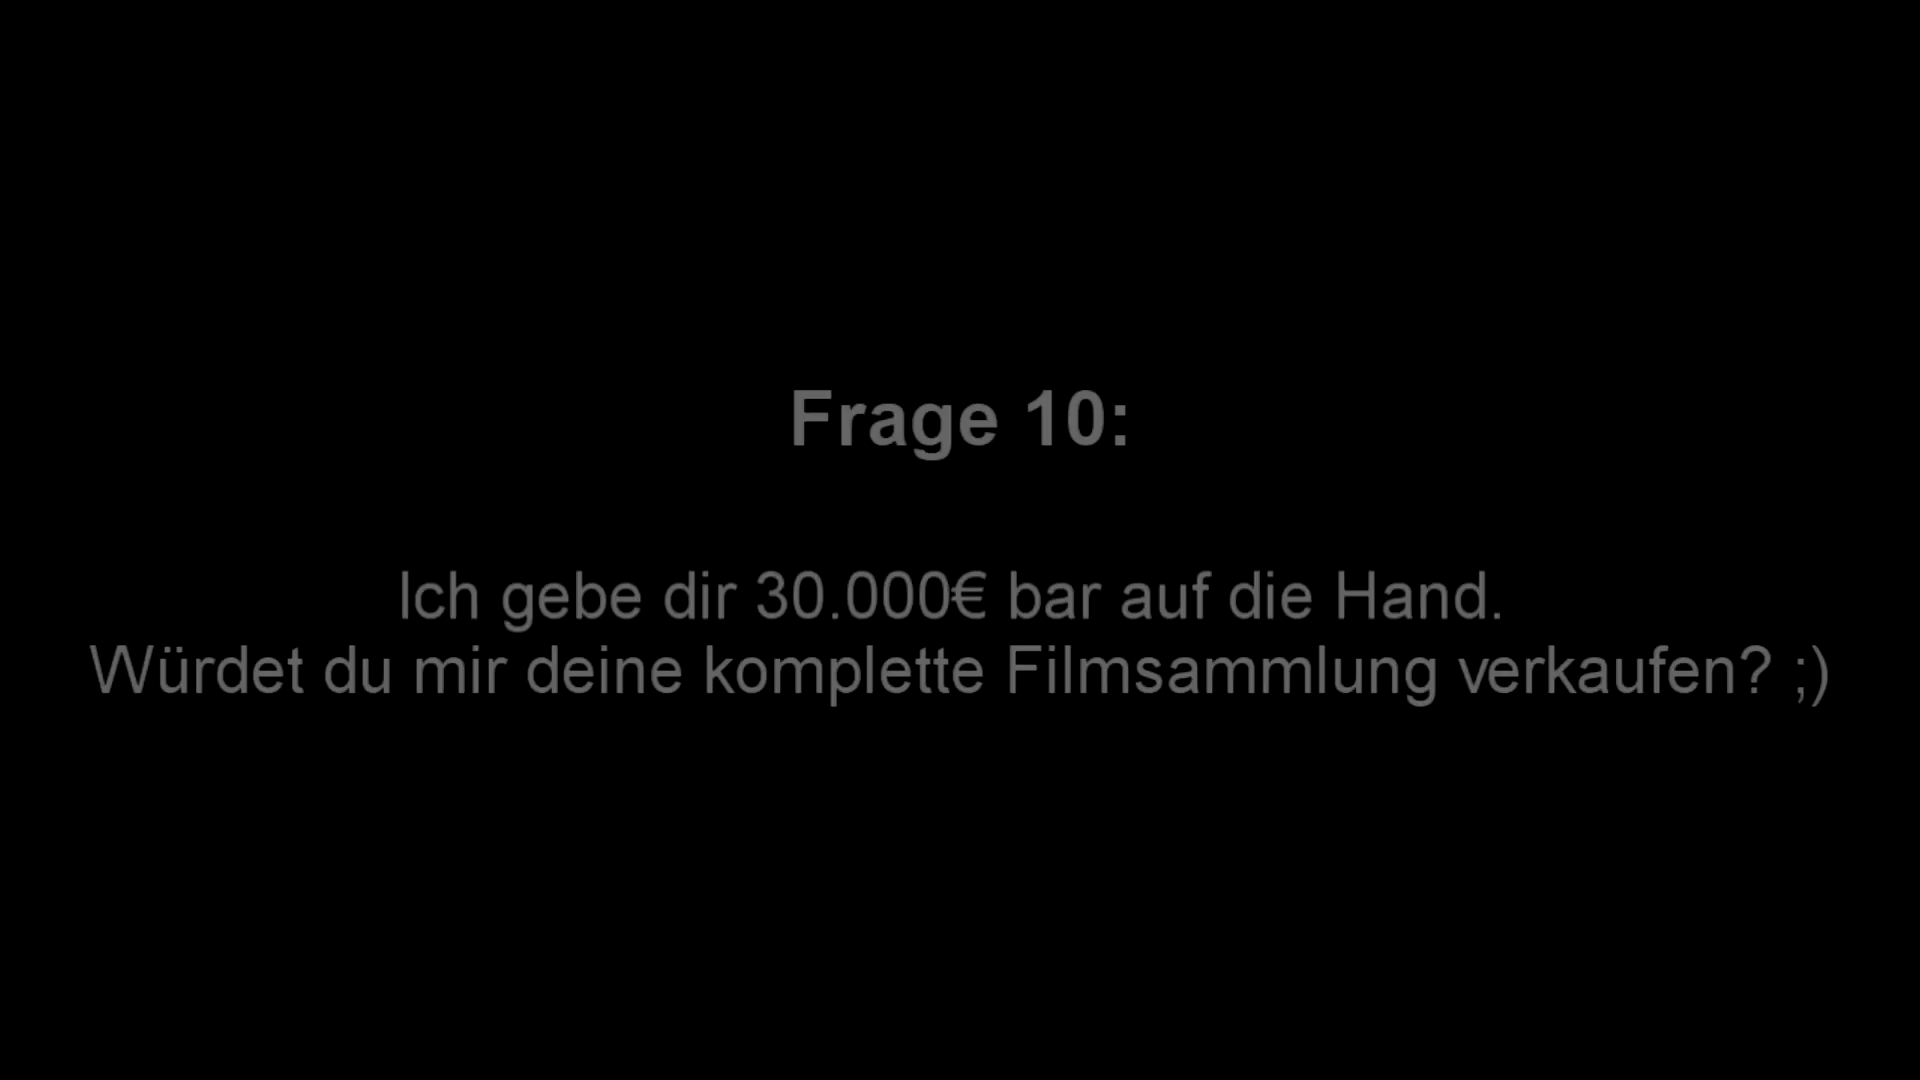 Frage 10:
Ich gebe dir 30.000€ bar auf die Hand.
Würdet du mir deine komplette Filmsammlung verkaufen? ;)